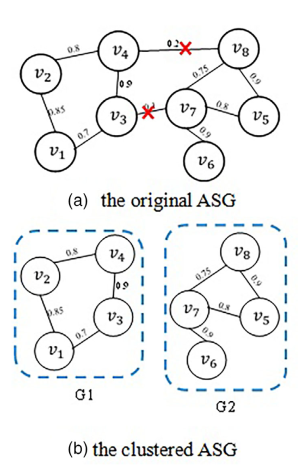 0.8
0.2
v4
v8
v2
0.75
0.9
0.9
v7
0.8
v5
0.85
v3
0.7
0.9
v1
v6
(a) the original ASG
v4
v8
0.8
v2
0.75
0.9
0.9
v7
0.8
v5
0.85
v3
0.7
0.9
v1
v6
G1
G2
(b) the clustered ASG